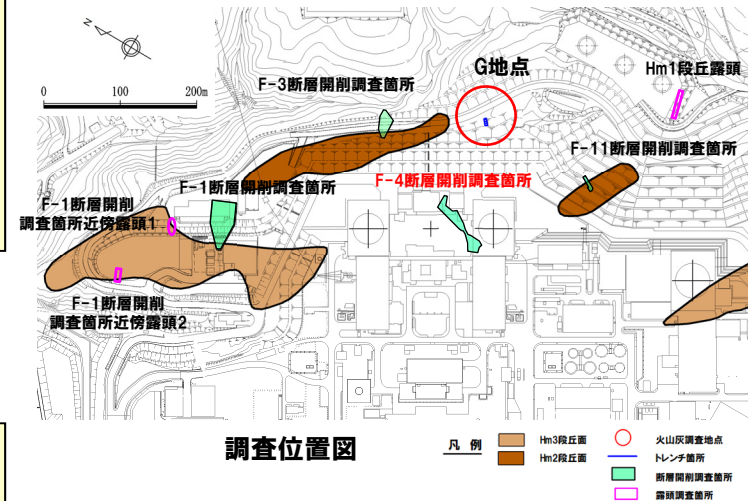 N
0 100 200m
G地点
Hm1段丘露頭
F-3断層開削調査箇所
F-11断層開削調査箇所
F-1断層開削調査箇所
F-4断層開削調査箇所
F-1断層開削
調査箇所近傍露頭1
F-1断層開削
調査箇所近傍露頭2
調査位置図
凡 例
Hm3段丘面
Hm2段丘面
火山灰調査地点
トレンチ箇所
断層開削調査箇所
露頭調査箇所